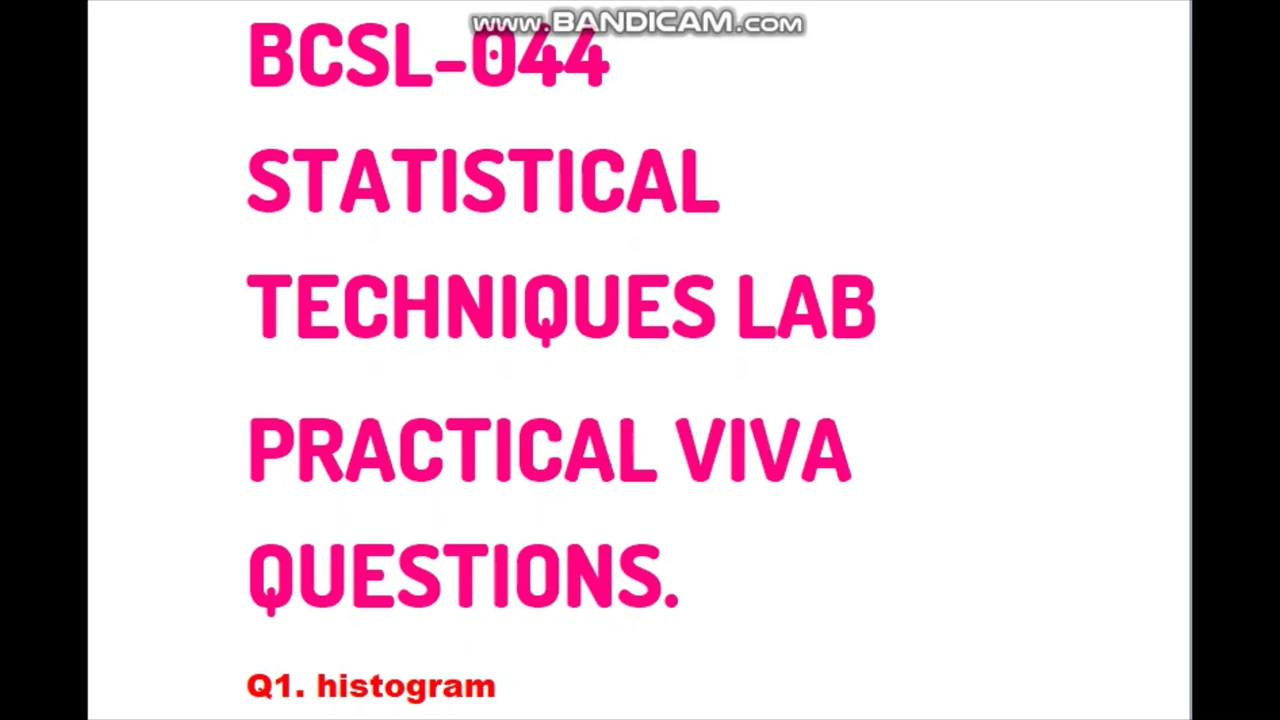 www.BANDICAM.com
BCSL-044
STATISTICAL
TECHNIQUES LAB
PRACTICAL VIVA
QUESTIONS.
Q1. histogram